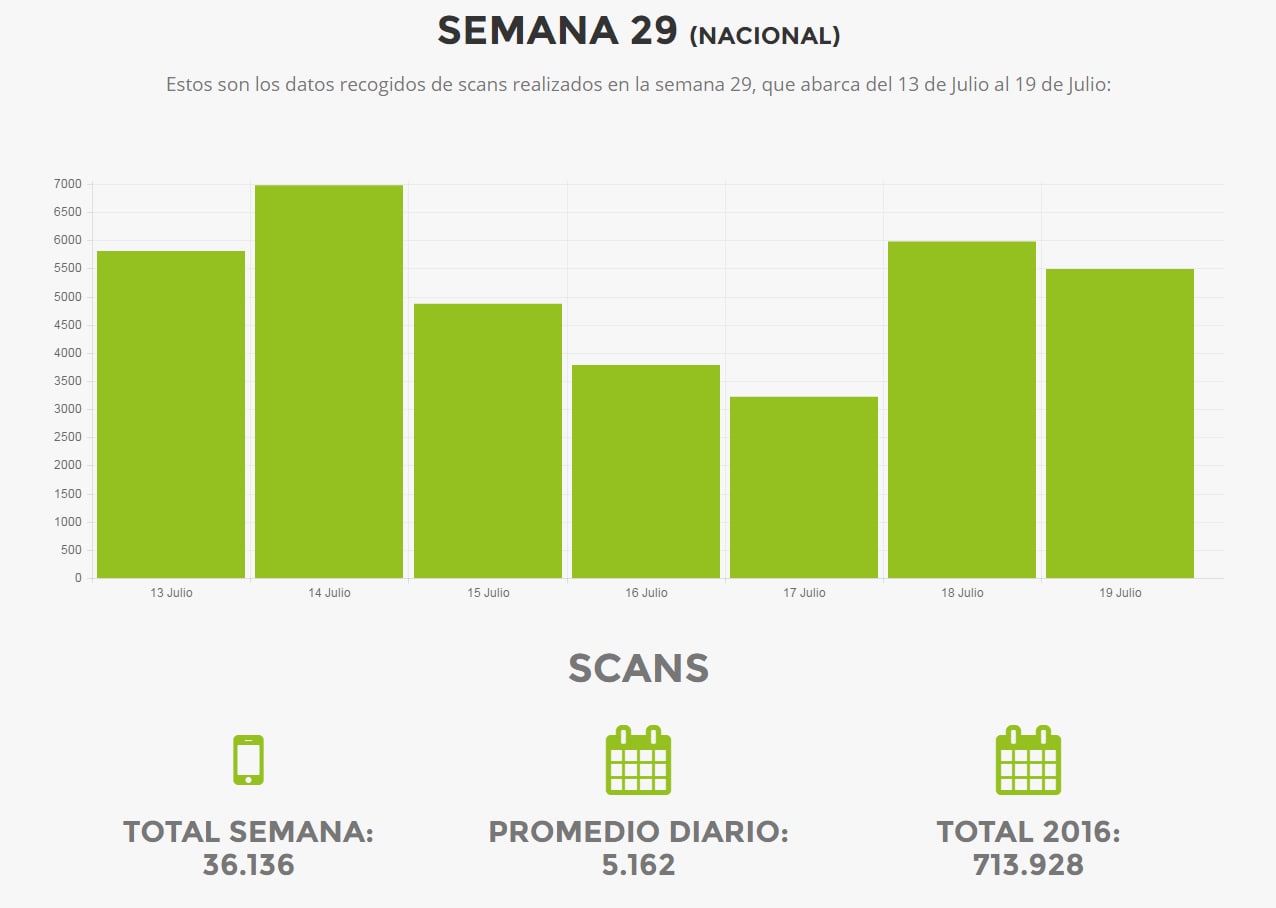 SEMANA 29 (NACIONAL)
Estos son los datos recogidos de scans realizados en la semana 29, que abarca del 13 de Julio al 19 de Julio:
7000
6500
6000
5500
5000
4500
4000
3500
3000
2500
2000
1500
1000
500
0
13 Julio 14 Julio 15 Julio 16 Julio 17 Julio 18 Julio 19 Julio
SCANS
TOTAL SEMANA:
36.136
PROMEDIO DIARIO:
5.162
TOTAL 2016:
713.928